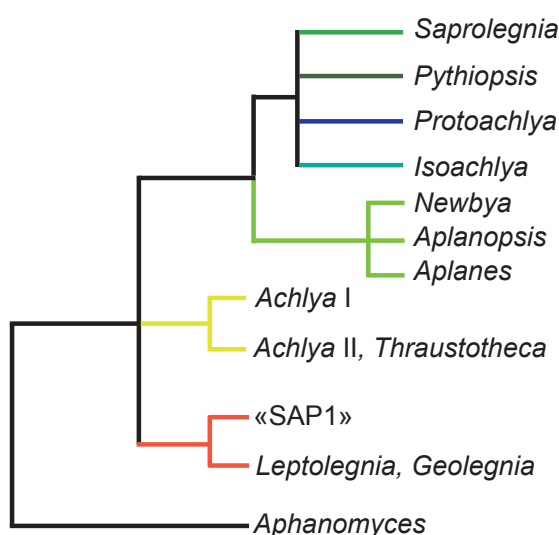 Saprolegnia
Pythiopsis
Protoachlya
Isoachlya
Newbya
Aplanopsis
Aplanes
Achlya I
Achlya II, Thraustotheca
«SAP1»
Leptolegnia, Geolegnia
Aphanomyces